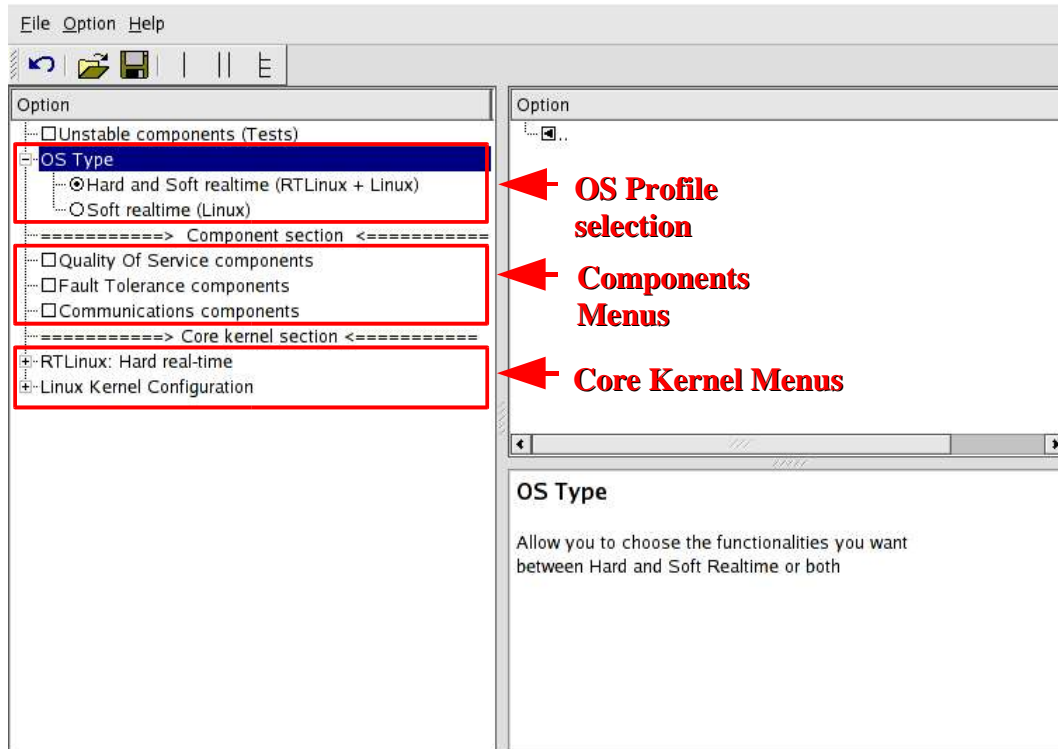 File Option Help
Option
Unstable components (Tests)
OS Type
Hard and Soft realtime (RTLinux + Linux)
Soft realtime (Linux)
===========> Component section <===========
Quality Of Service components
Fault Tolerance components
Communications components
===========> Core kernel section <===========
RTLinux: Hard real-time
Linux Kernel Configuration
Option
..
OS Profile
selection
Components
Menus
Core Kernel Menus
OS Type
Allow you to choose the functionalities you want
between Hard and Soft Realtime or both